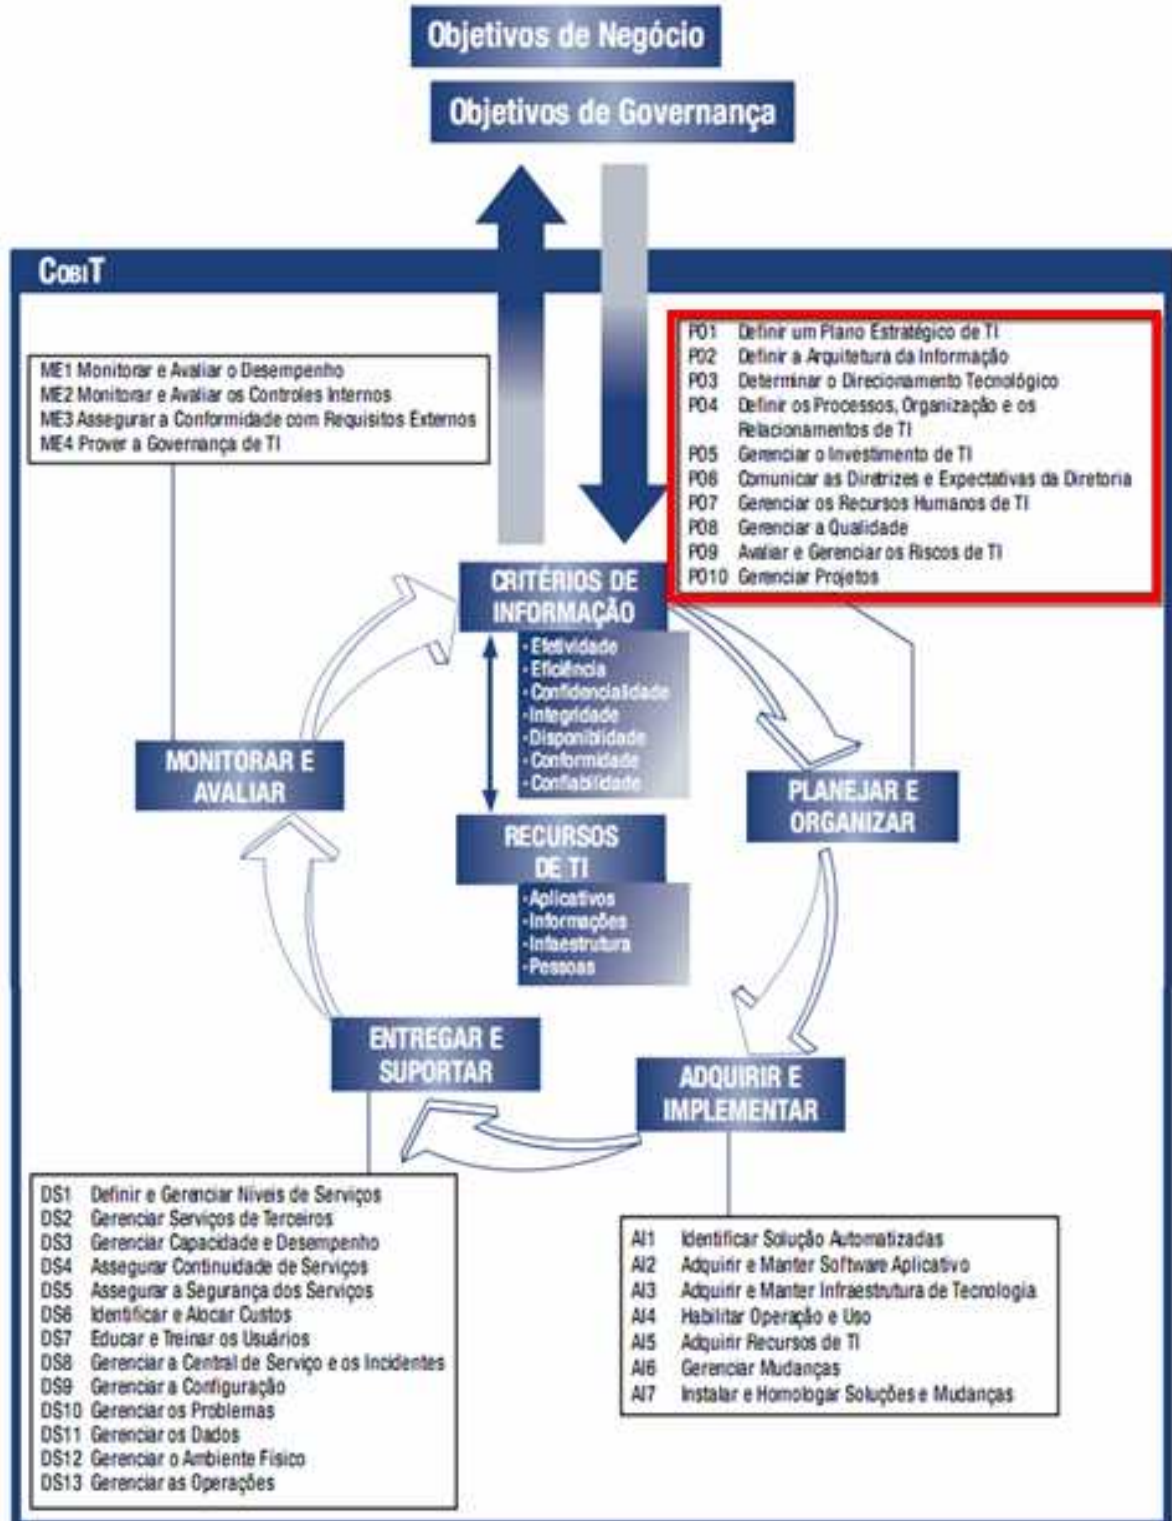 Objetivos de Negócio
Objetivos de Governança
COBIT
ME1 Monitorar e Avaliar o Desempenho
ME2 Monitorar e Avaliar os Controles Internos
ME3 Assegurar a Conformidade com Requisitos Externos
ME4 Prover a Governança de TI
PO1 Definir um Plano Estratégico de TI
PO2 Definir a Arquitetura da Informação
PO3 Determinar o Direcionamento Tecnológico
PO4 Definir os Processos, Organização e os
Relacionamentos de TI
PO5 Gerenciar o Investimento de TI
PO6 Comunicar as Diretrizes e Expectativas da Diretoria
PO7 Gerenciar os Recursos Humanos de TI
PO8 Gerenciar a Qualidade
PO9 Avaliar e Gerenciar os Riscos de TI
PO10 Gerenciar Projetos
CRITÉRIOS DE
INFORMAÇÃO
• Efetividade
• Eficiência
• Confidencialidade
• Integridade
• Disponiblidade
• Conformidade
• Confiabilidade
MONITORAR E
AVALIAR
PLANEJAR E
ORGANIZAR
RECURSOS
DE TI
• Aplicativos
• Informações
• Infaestrutura
• Pessoas
ENTREGAR E
SUPORTAR
ADQUIRIR E
IMPLEMENTAR
DS1 Definir e Gerenciar Níveis de Serviços
DS2 Gerenciar Serviços de Terceiros
DS3 Gerenciar Capacidade e Desempenho
DS4 Assegurar Continuidade de Serviços
DS5 Assegurar a Segurança dos Serviços
DS6 Identificar e Alocar Custos
DS7 Educar e Treinar os Usuários
DS8 Gerenciar a Central de Serviço e os Incidentes
DS9 Gerenciar a Configuração
DS10 Gerenciar os Problemas
DS11 Gerenciar os Dados
DS12 Gerenciar o Ambiente Físico
DS13 Gerenciar as Operações
AI1 Identificar Solução Automatizadas
AI2 Adquirir e Manter Software Aplicativo
AI3 Adquirir e Manter Infraestrutura de Tecnologia
AI4 Habilitar Operação e Uso
AI5 Adquirir Recursos de TI
AI6 Gerenciar Mudanças
AI7 Instalar e Homologar Soluções e Mudanças